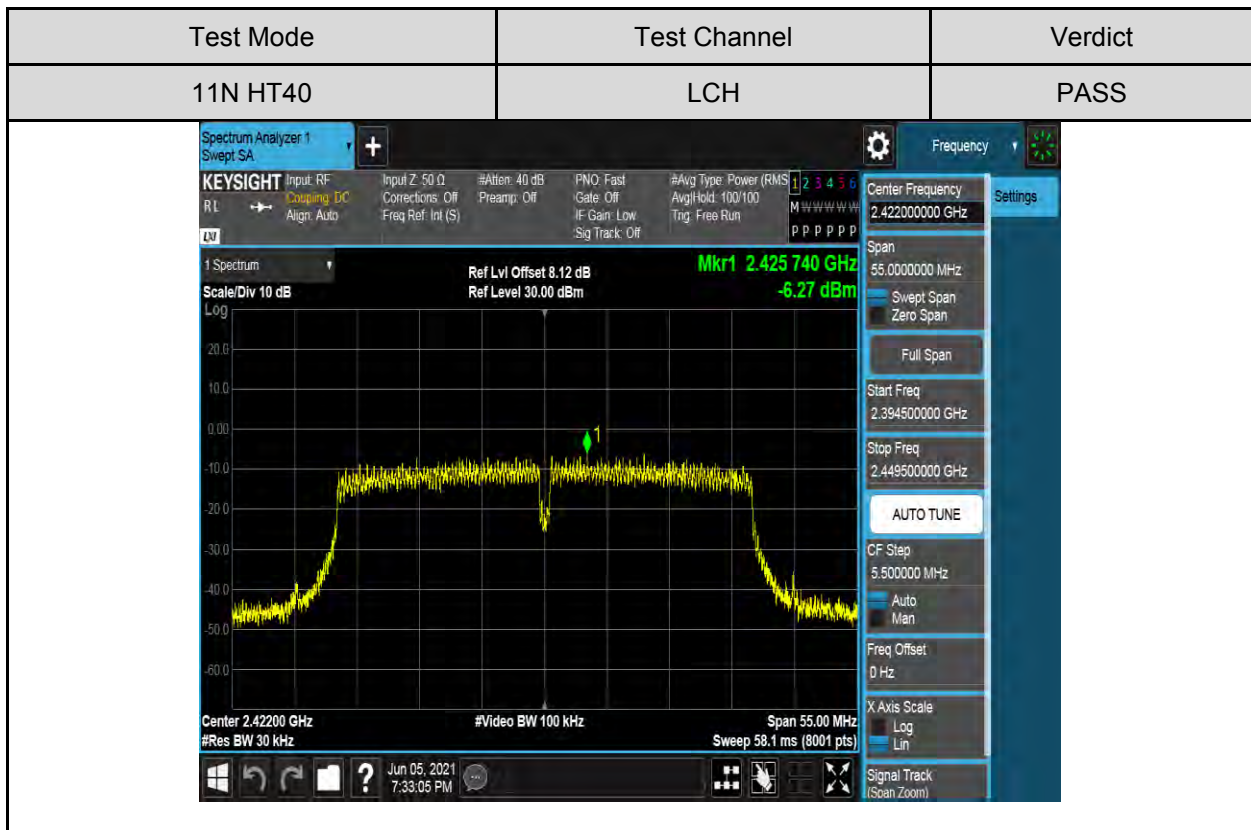 Test Mode
Test Channel
Verdict
11N HT40
LCH
PASS
Spectrum Analyzer 1
Swept SA
+
Frequency
KEYSIGHT
RL
Input: RF
Coupling: DC
Align: Auto
Input Z: 50 Ω
Corrections: Off
Freq Ref: Int (S)
#Atten: 40 dB
Preamp: Off
PNO: Fast
Gate: Off
IF Gain: Low
Sig Track: Off
#Avg Type: Power (RMS
Avg|Hold: 100/100
Trig: Free Run
1 2 3 4 5 6
M W W W W W
P P P P P P
LXI
Center Frequency
2.422000000 GHz
Settings
Span
55.0000000 MHz
Swept Span
Zero Span
Full Span
Start Freq
2.394500000 GHz
Stop Freq
2.449500000 GHz
AUTO TUNE
CF Step
5.500000 MHz
Auto
Man
Freq Offset
0 Hz
X Axis Scale
Log
Lin
Signal Track
(Span Zoom)
1 Spectrum
Scale/Div 10 dB
Ref Lvl Offset 8.12 dB
Ref Level 30.00 dBm
Mkr1 2.425 740 GHz
-6.27 dBm
Log
20.0
10.0
0.00
-10.0
-20.0
-30.0
-40.0
-50.0
-60.0
1
Center 2.42200 GHz
#Video BW 100 kHz
Span 55.00 MHz
#Res BW 30 kHz
Sweep 58.1 ms (8001 pts)
?
Jun 05, 2021
7:33:05 PM